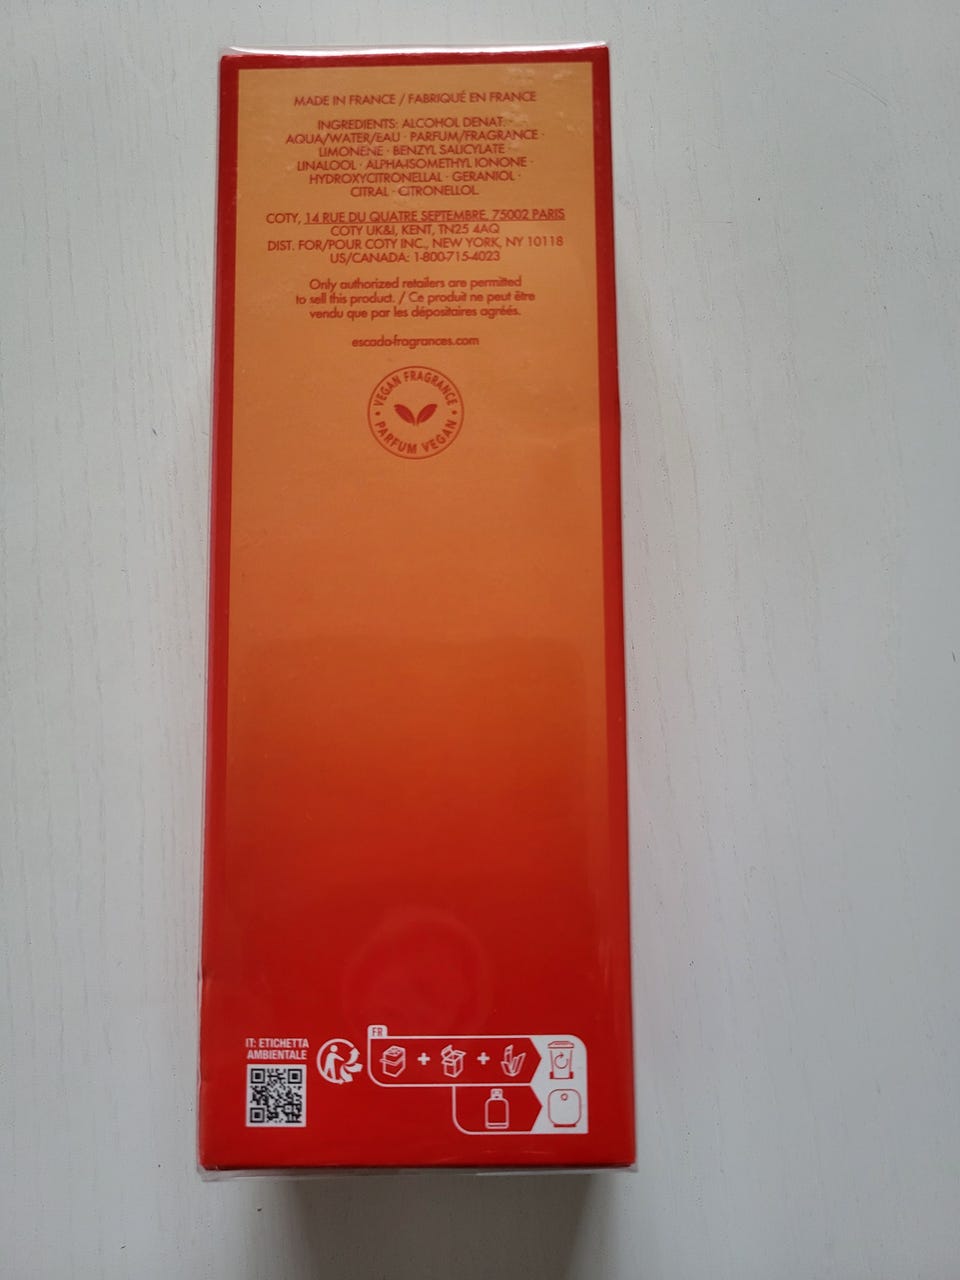 MADE IN FRANCE / FABRIQUÉ EN FRANCE
INGREDIENTS: ALCOHOL DENAT. ·
AQUA/WATER/EAU · PARFUM/FRAGRANCE ·
LIMONENE · BENZYL SALICYLATE ·
LINALOOL · ALPHA-ISOMETHYL IONONE ·
HYDROXYCITRONELLAL · GERANIOL ·
CITRAL · CITRONELLOL.
COTY, 14 RUE DU QUATRE SEPTEMBRE, 75002 PARIS
COTY UK&I, KENT, TN25 4AQ
DIST. FOR/POUR COTY INC., NEW YORK, NY 10118
US/CANADA: 1-800-715-4023
Only authorized retailers are permitted
to sell this product. / Ce produit ne peut être
vendu que par les dépositaires agréés.
escada-fragrances.com
VEGAN FRAGRANCE
PARFUM VEGAN
FR
IT: ETICHETTA
AMBIENTALE